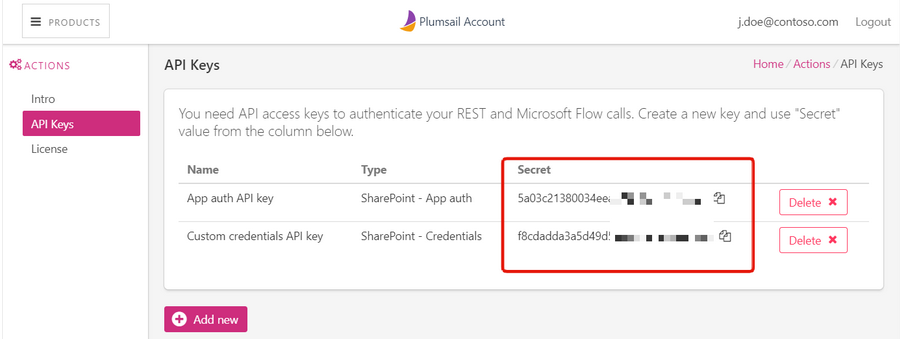 PRODUCTS
Plumsail Account
j.doe@contoso.com Logout
ACTIONS
API Keys
Home / Actions / API Keys
Intro
API Keys
License
You need API access keys to authenticate your REST and Microsoft Flow calls. Create a new key and use "Secret"
value from the column below.
Name Type Secret
App auth API key SharePoint - App auth 5a03c21380034ee Delete
Custom credentials API key SharePoint - Credentials f8cdadda3a5d49d Delete
Add new